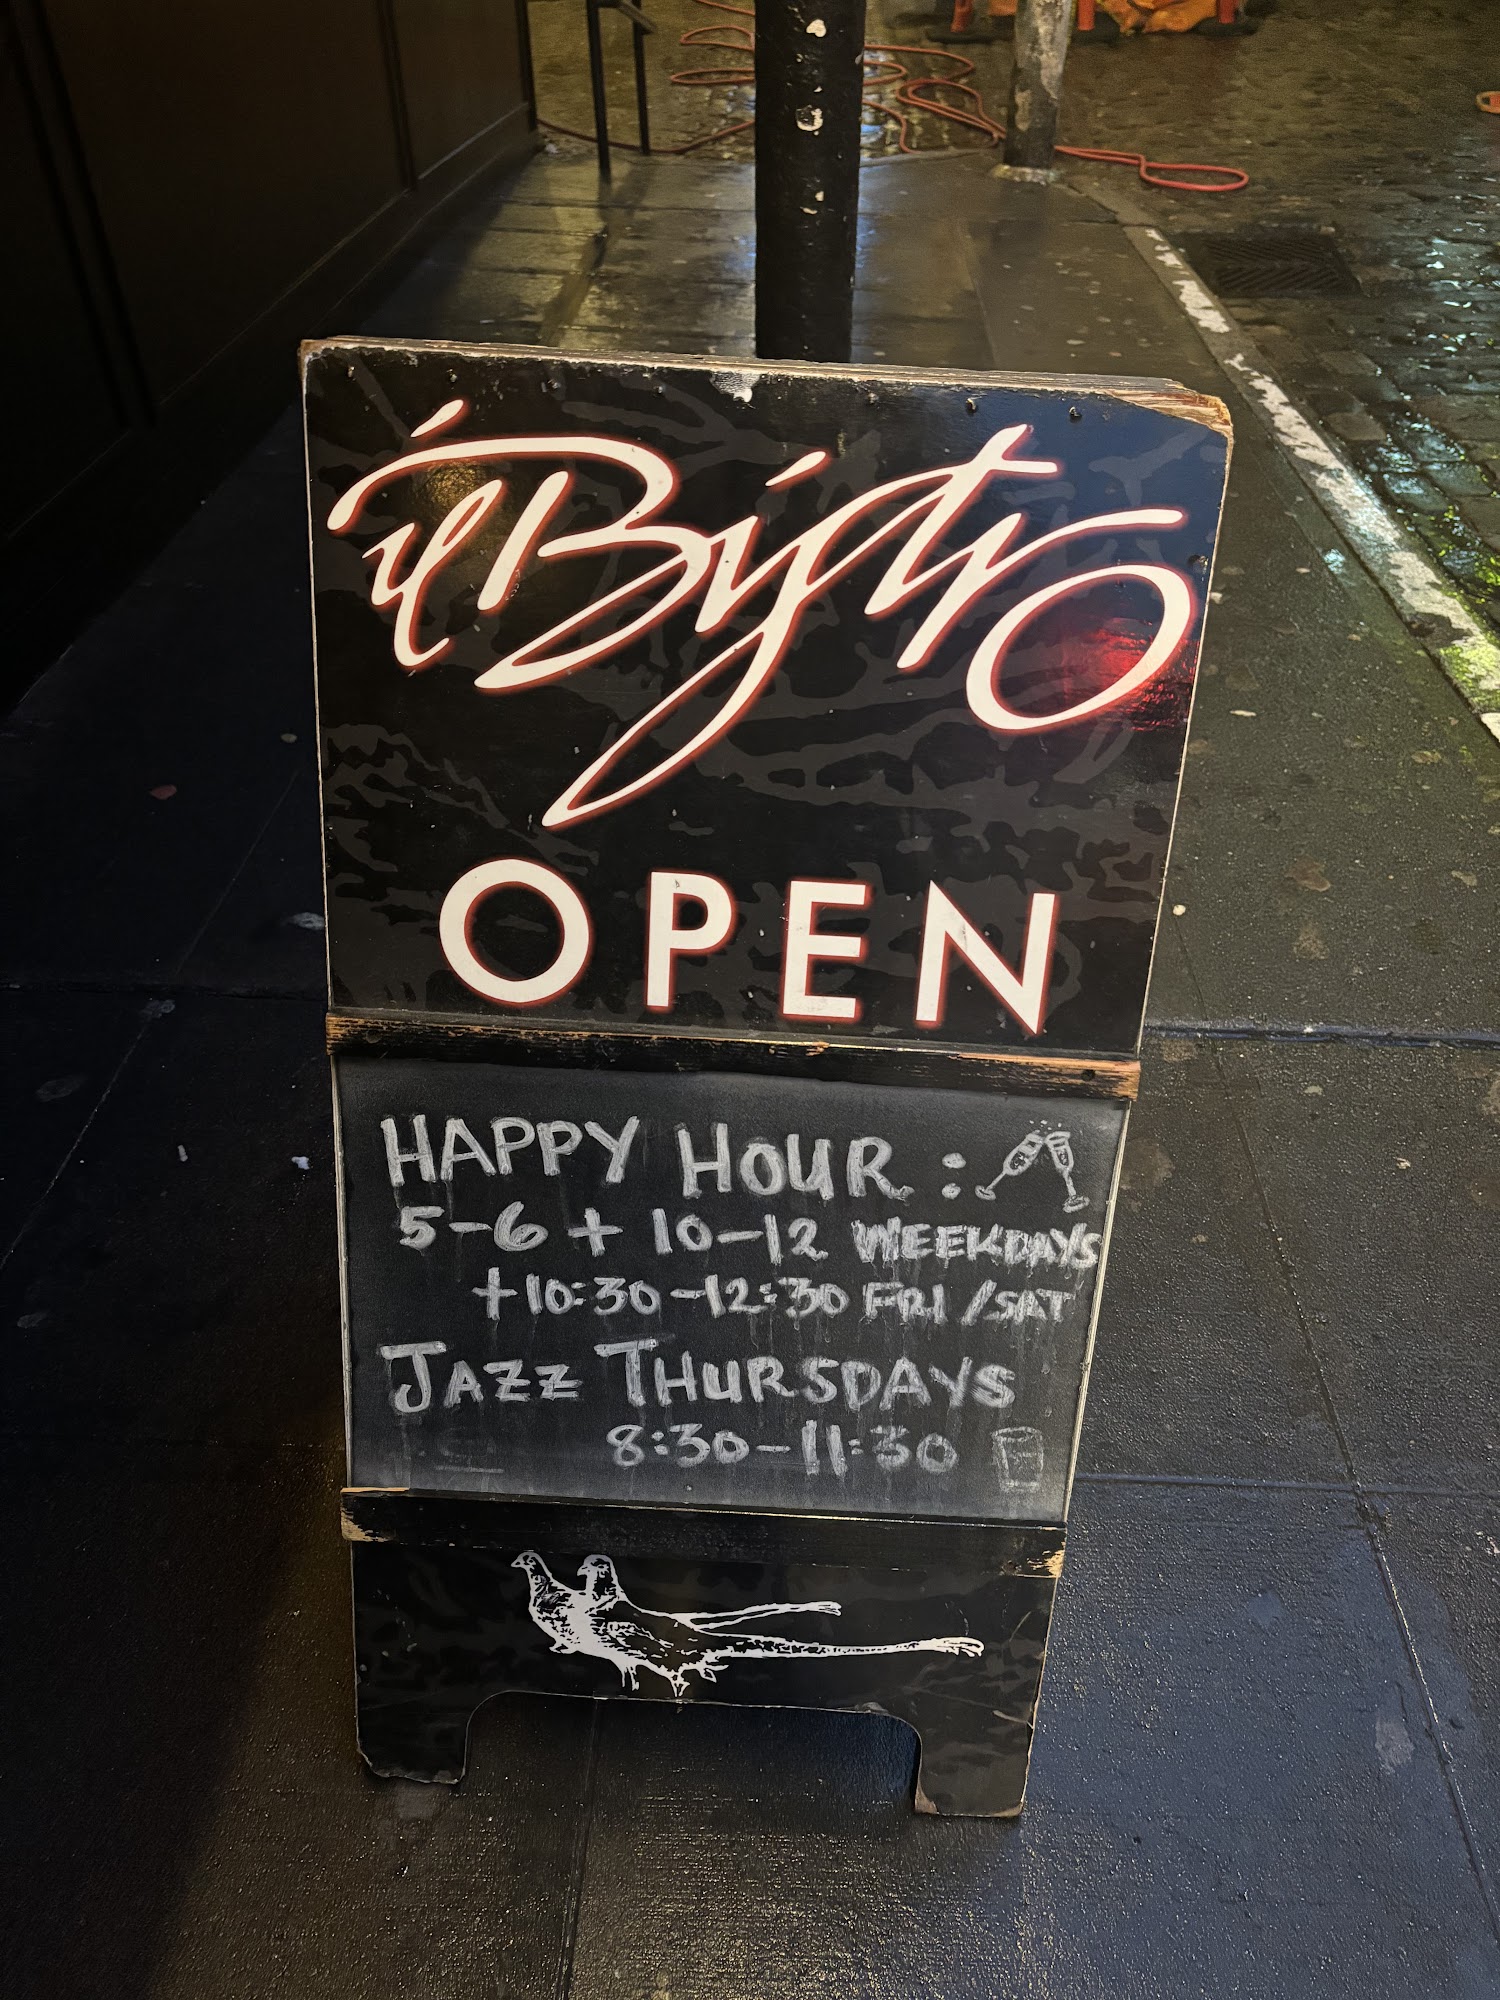 il Bistro
OPEN
HAPPY HOUR :
5-6 + 10-12 WEEKDAYS
+ 10:30-12:30 FRI/SAT
JAZZ THURSDAYS
8:30-11:30